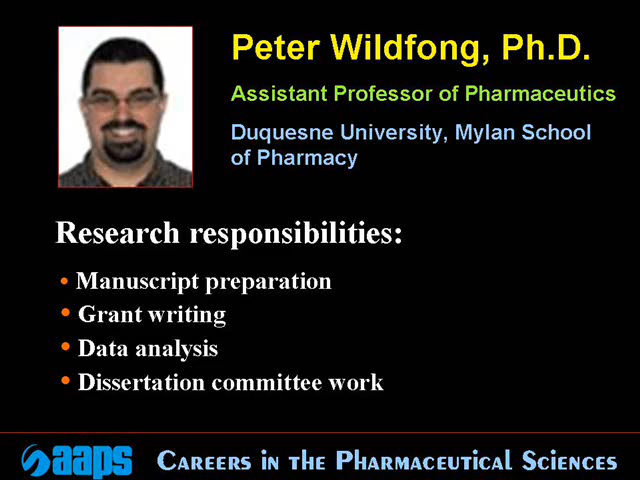 Peter Wildfong, Ph.D.
Assistant Professor of Pharmaceutics
Duquesne University, Mylan School
of Pharmacy
Research responsibilities:
• Manuscript preparation
• Grant writing
• Data analysis
• Dissertation committee work
aaps CAREERS IN THE PHARMACEUTICAL SCIENCES